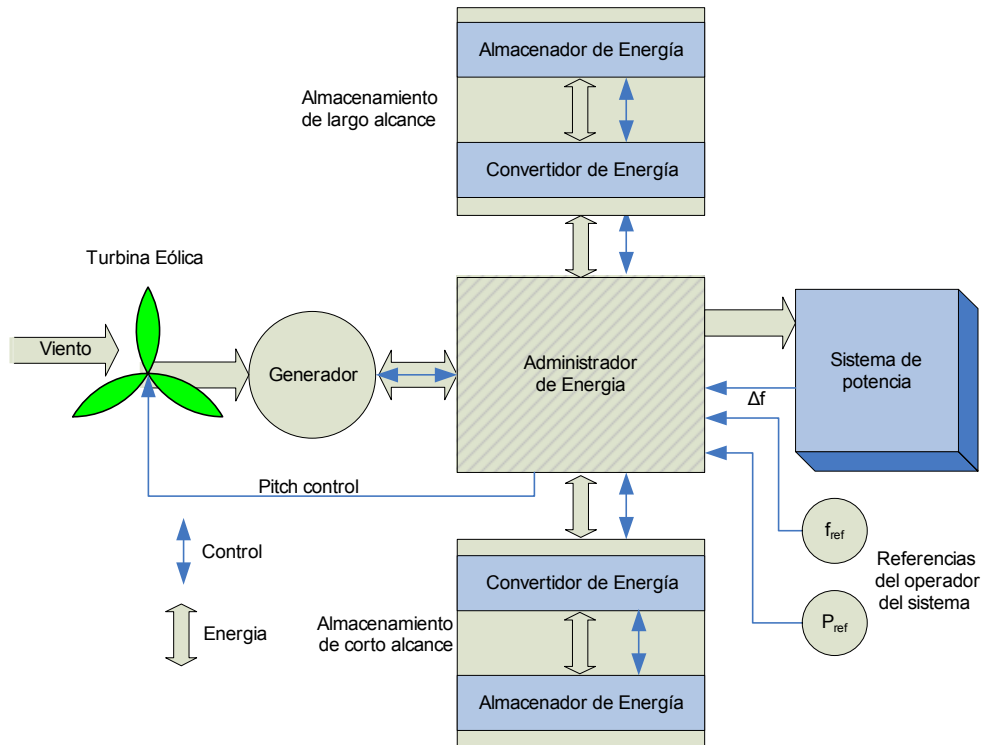 Almacenador de Energía
Almacenamiento
de largo alcance
Convertidor de Energía
Turbina Eólica
Viento
Generador
Administrador
de Energia
Sistema de
potencia
Δf
Pitch control
f_ref
Control
Referencias
del operador
del sistema
Convertidor de Energía
P_ref
Energia
Almacenamiento
de corto alcance
Almacenador de Energía